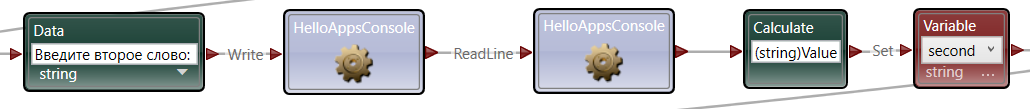 Data
Введите второе слово:
string
Write
HelloAppsConsole
ReadLine
HelloAppsConsole
Calculate
(string)Value
Set
Variable
second
string ...